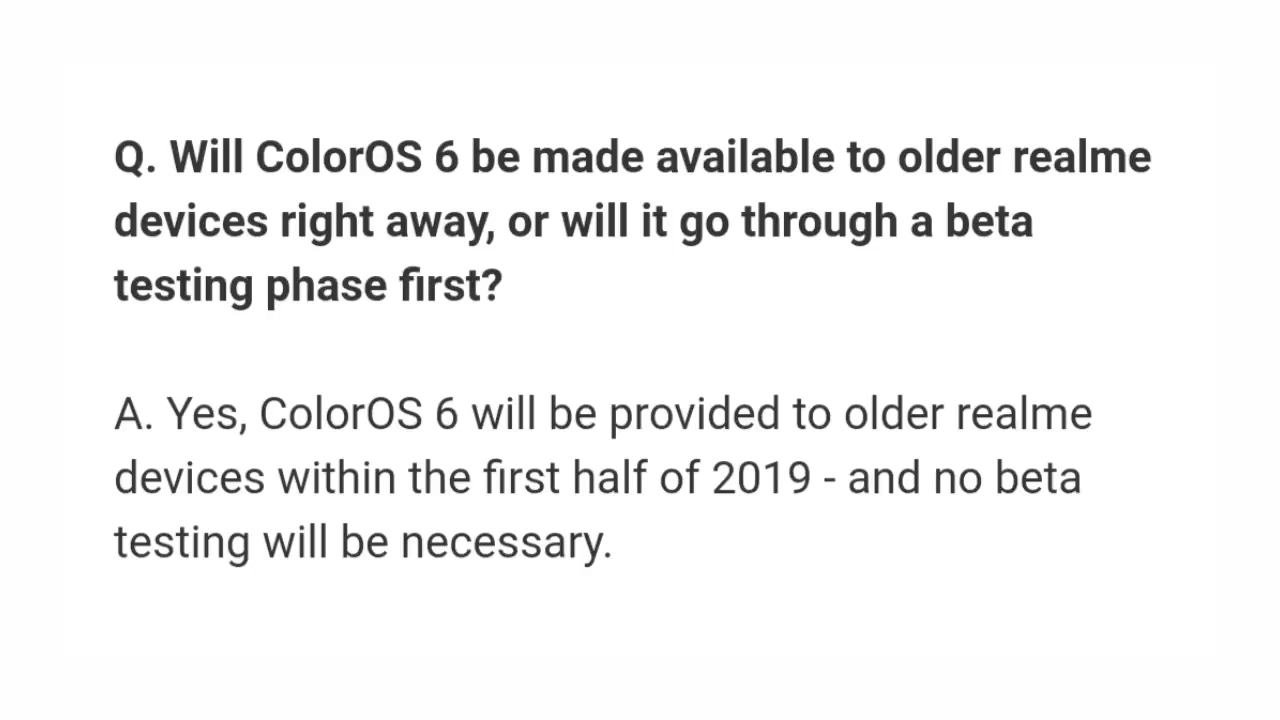 Q. Will ColorOS 6 be made available to older realme
devices right away, or will it go through a beta
testing phase first?
A. Yes, ColorOS 6 will be provided to older realme
devices within the first half of 2019 - and no beta
testing will be necessary.